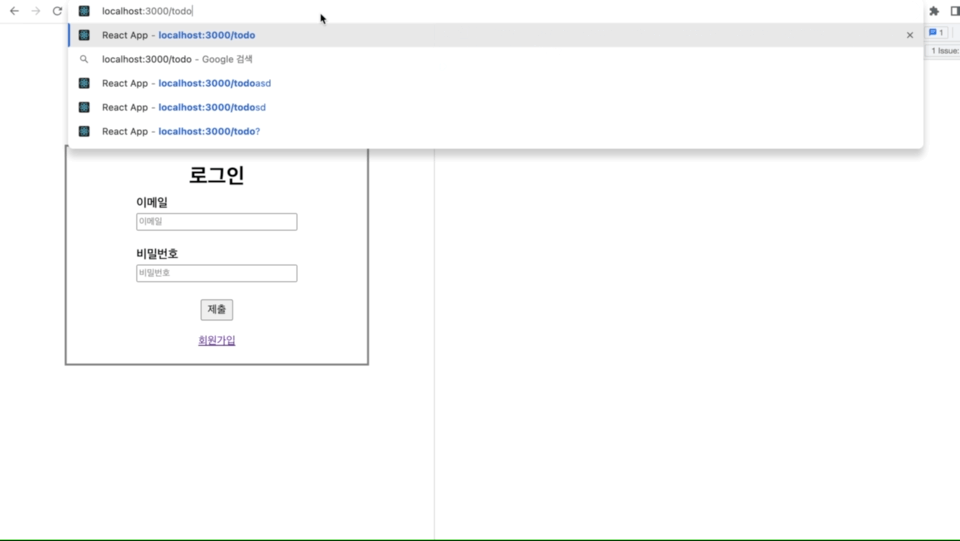 localhost:3000/todo
React App - localhost:3000/todo
localhost:3000/todo - Google 검색
React App - localhost:3000/todoasd
React App - localhost:3000/todosd
React App - localhost:3000/todo?
1
1 Issue:
로그인
이메일
이메일
비밀번호
비밀번호
제출
회원가입